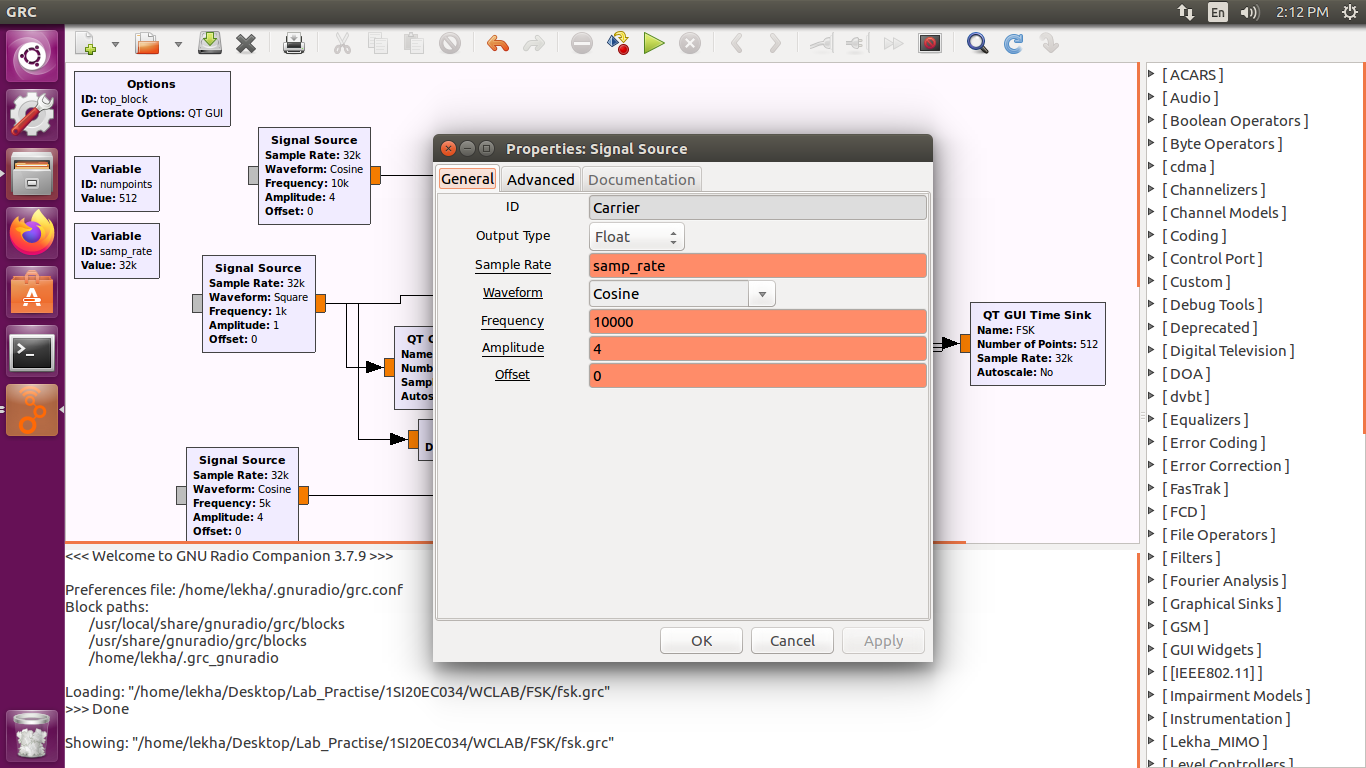 GRC
En
2:12 PM
Options
ID: top_block
Generate Options: QT GUI
Variable
ID: numpoints
Value: 512
Variable
ID: samp_rate
Value: 32k
Signal Source
Sample Rate: 32k
Waveform: Cosine
Frequency: 10k
Amplitude: 4
Offset: 0
Signal Source
Sample Rate: 32k
Waveform: Square
Frequency: 1k
Amplitude: 1
Offset: 0
Signal Source
Sample Rate: 32k
Waveform: Cosine
Frequency: 5k
Amplitude: 4
Offset: 0
QT
Name
Autos
Properties: Signal Source
General Advanced Documentation
ID Carrier
Output Type Float
Sample Rate samp_rate
Waveform Cosine
Frequency 10000
Amplitude 4
Offset 0
OK Cancel Apply
QT GUI Time Sink
Name: FSK
Number of Points: 512
Sample Rate: 32k
Autoscale: No
<<< Welcome to GNU Radio Companion 3.7.9 >>>
Preferences file: /home/lekha/.gnuradio/grc.conf
Block paths:
/usr/local/share/gnuradio/grc/blocks
/usr/share/gnuradio/grc/blocks
/home/lekha/.grc_gnuradio
Loading: "/home/lekha/Desktop/Lab_Practise/1SI20EC034/WCLAB/FSK/fsk.grc"
>>> Done
Showing: "/home/lekha/Desktop/Lab_Practise/1SI20EC034/WCLAB/FSK/fsk.grc"
[ ACARS ]
[ Audio ]
[ Boolean Operators ]
[ Byte Operators ]
[ cdma ]
[ Channelizers ]
[ Channel Models ]
[ Coding ]
[ Control Port ]
[ Custom ]
[ Debug Tools ]
[ Deprecated ]
[ Digital Television ]
[ DOA ]
[ dvbt ]
[ Equalizers ]
[ Error Coding ]
[ Error Correction ]
[ FasTrak ]
[ FCD ]
[ File Operators ]
[ Filters ]
[ Fourier Analysis ]
[ Graphical Sinks ]
[ GSM ]
[ GUI Widgets ]
[ [IEEE802.11] ]
[ Impairment Models ]
[ Instrumentation ]
[ Lekha_MIMO ]
[ Level Controllers ]